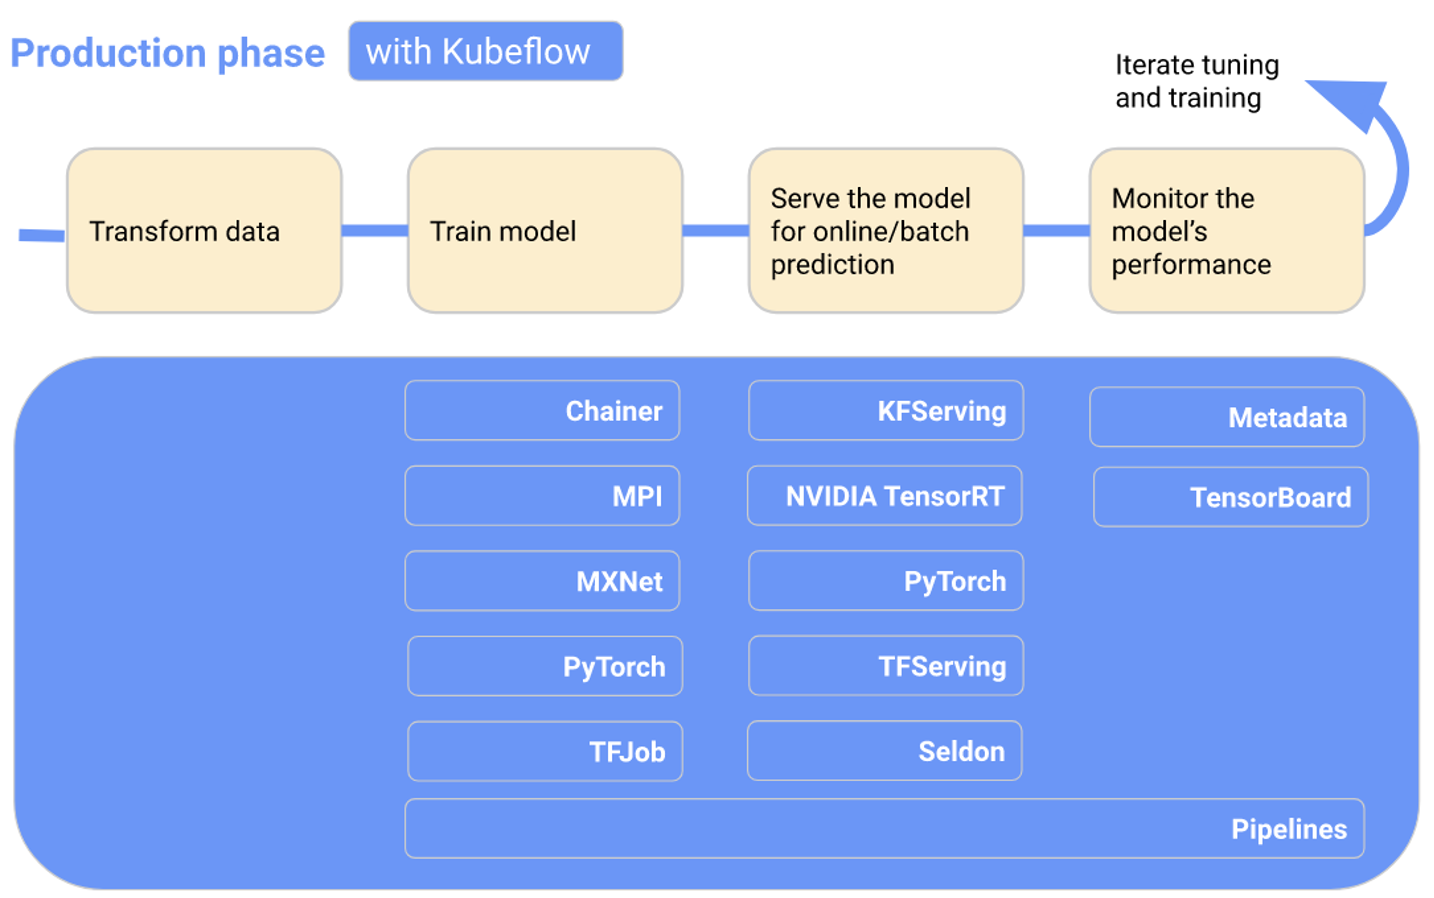 Production phase
with Kubeflow
Iterate tuning
and training
Transform data
Train model
Serve the model
for online/batch
prediction
Monitor the
model’s
performance
Chainer
MPI
MXNet
PyTorch
TFJob
KFServing
NVIDIA TensorRT
PyTorch
TFServing
Seldon
Metadata
TensorBoard
Pipelines